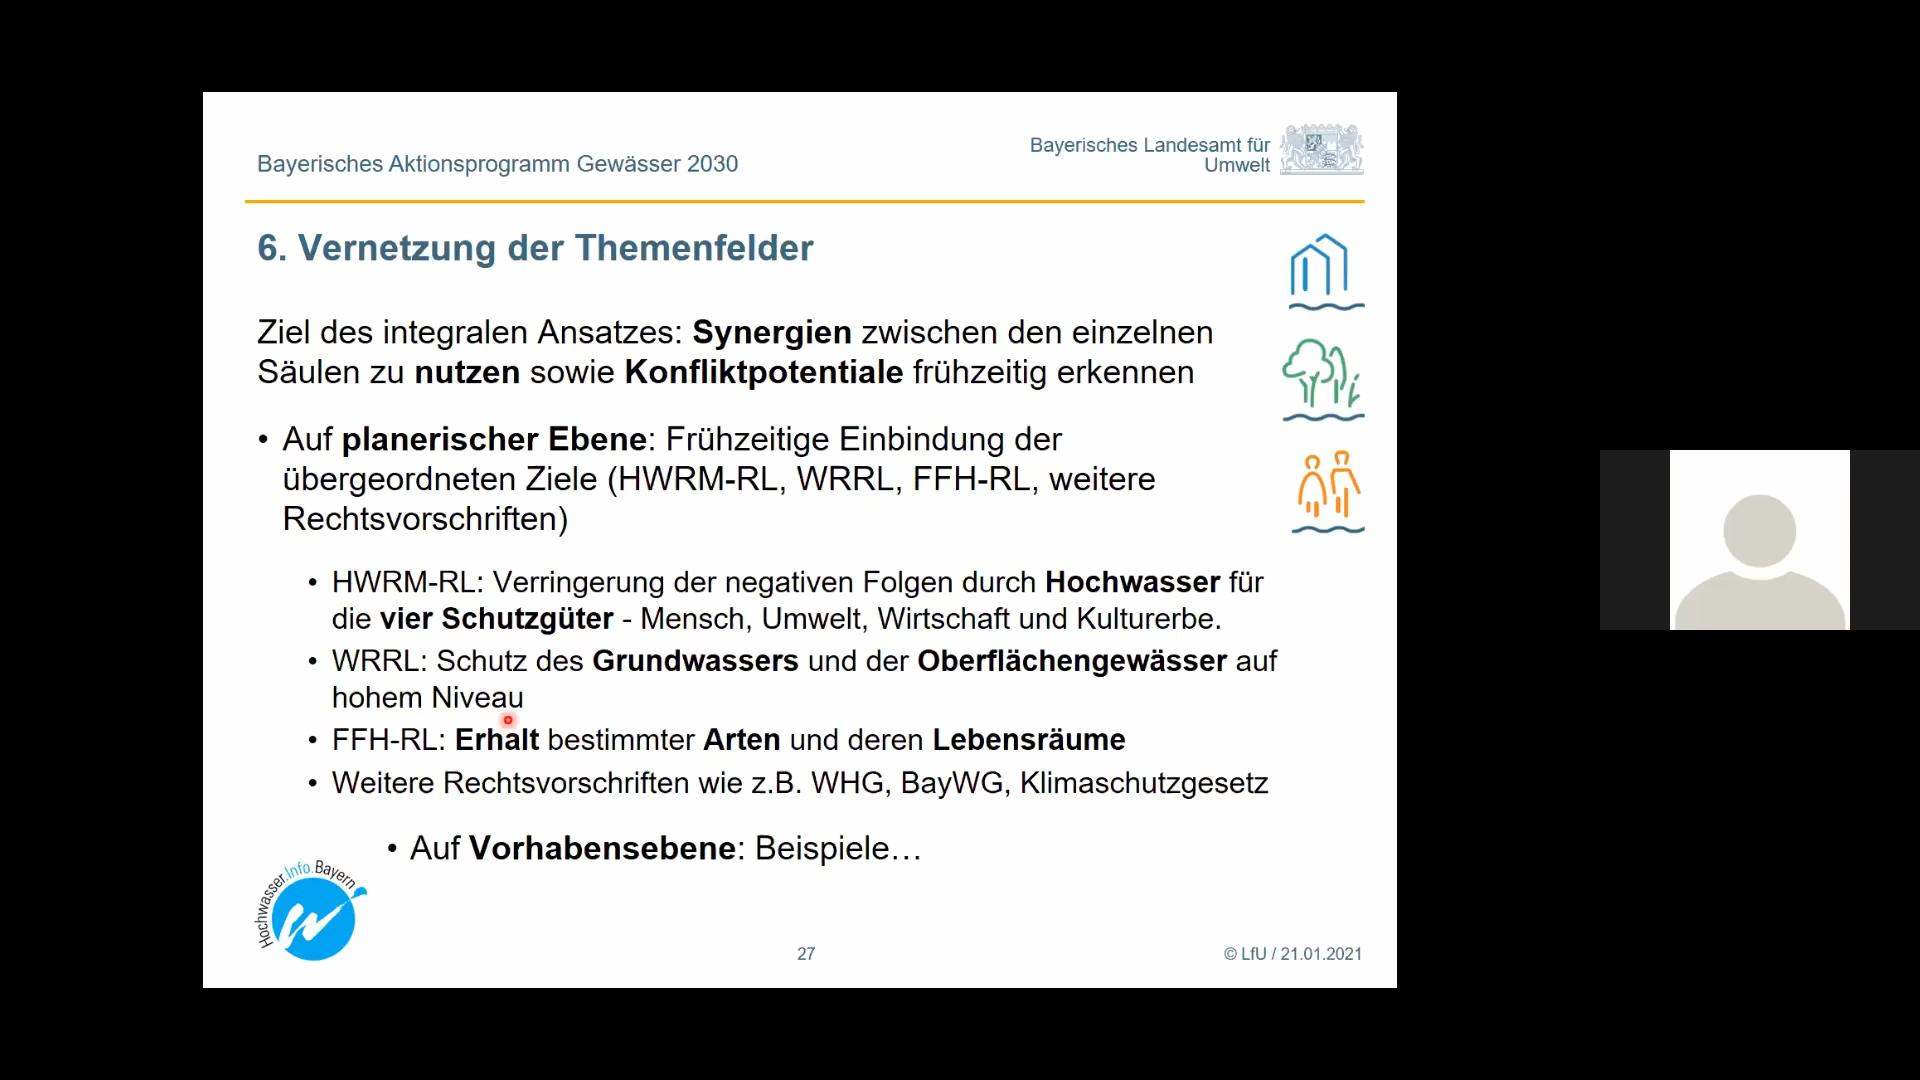 Bayerisches Aktionsprogramm Gewässer 2030
Bayerisches Landesamt für
Umwelt
6. Vernetzung der Themenfelder
Ziel des integralen Ansatzes: Synergien zwischen den einzelnen
Säulen zu nutzen sowie Konfliktpotentiale frühzeitig erkennen
• Auf planerischer Ebene: Frühzeitige Einbindung der
übergeordneten Ziele (HWRM-RL, WRRL, FFH-RL, weitere
Rechtsvorschriften)
• HWRM-RL: Verringerung der negativen Folgen durch Hochwasser für
die vier Schutzgüter - Mensch, Umwelt, Wirtschaft und Kulturerbe.
• WRRL: Schutz des Grundwassers und der Oberflächengewässer auf
hohem Niveau
• FFH-RL: Erhalt bestimmter Arten und deren Lebensräume
• Weitere Rechtsvorschriften wie z.B. WHG, BayWG, Klimaschutzgesetz
• Auf Vorhabensebene: Beispiele…
Hochwasser.Info.Bayern
27
© LfU / 21.01.2021